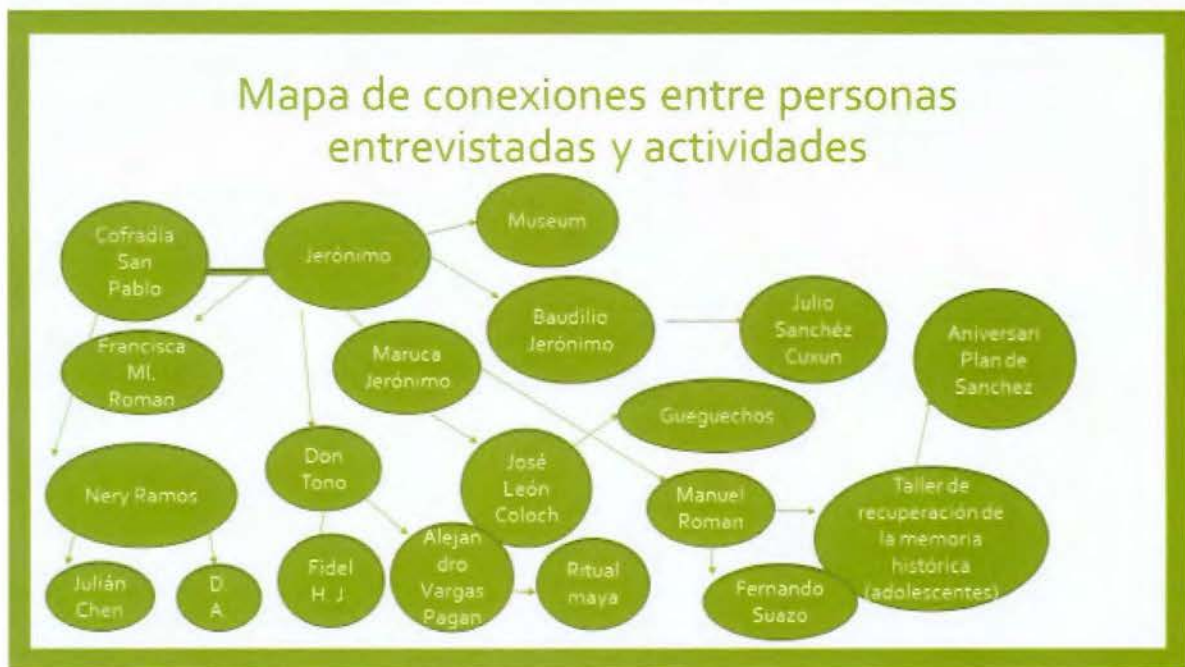 Mapa de conexiones entre personas
entrevistadas y actividades
Cofradía
San
Pablo
Jerónimo
Museum
Baudilio
Jerónimo
Julio
Sanchéz
Cuxun
Aniversari
Plan de
Sanchez
Francisca
Ml.
Roman
Maruca
Jerónimo
Gueguechos
Nery Ramos
Don
Tono
José
León
Coloch
Manuel
Roman
Taller de
recuperación de
la memoria
histórica
(adolescentes)
Julián
Chen
D.
A.
Fidel
H. J.
Alejan
dro
Vargas
Pagan
Ritual
maya
Fernando
Suazo